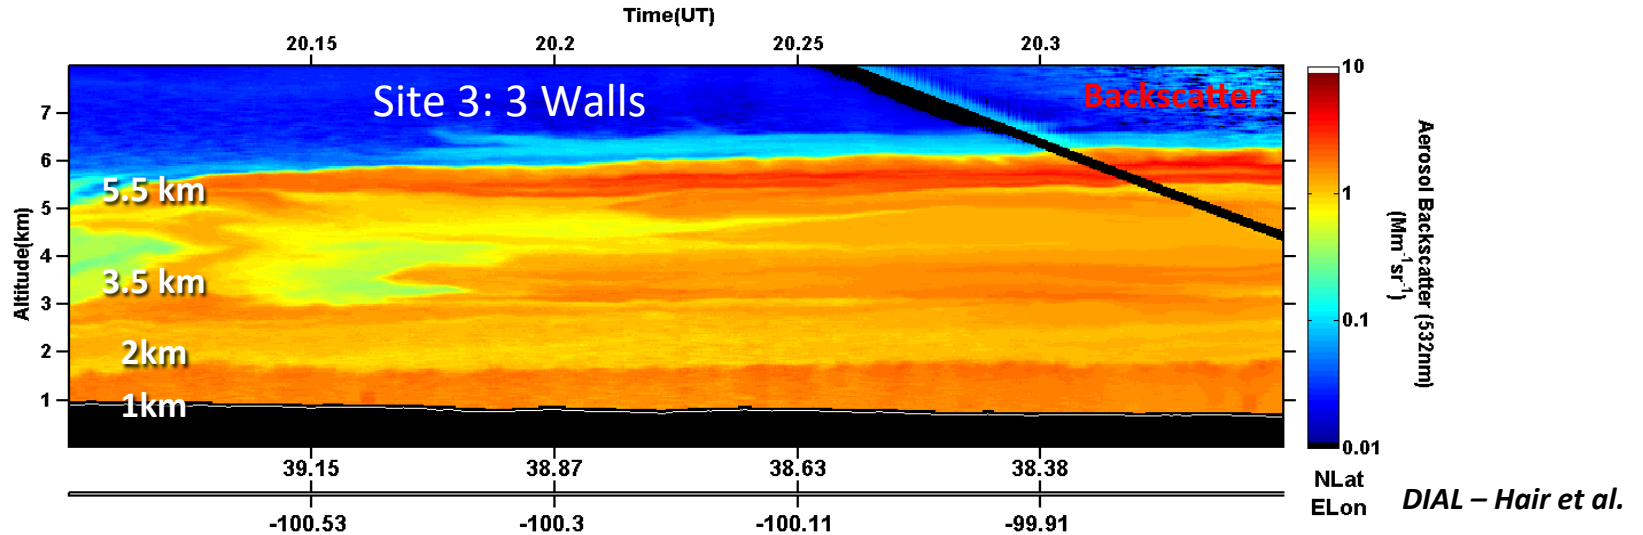 Time(UT)
20.15 20.2 20.25 20.3
Site 3: 3 Walls
Backscatter
7
6
5
4
3
2
1
Altitude(km)
5.5 km
3.5 km
2km
1km
10
1
0.1
0.01
Aerosol Backscatter (532nm)
(Mm⁻¹sr⁻¹)
39.15 38.87 38.63 38.38
NLat
ELon
-100.53 -100.3 -100.11 -99.91
DIAL – Hair et al.